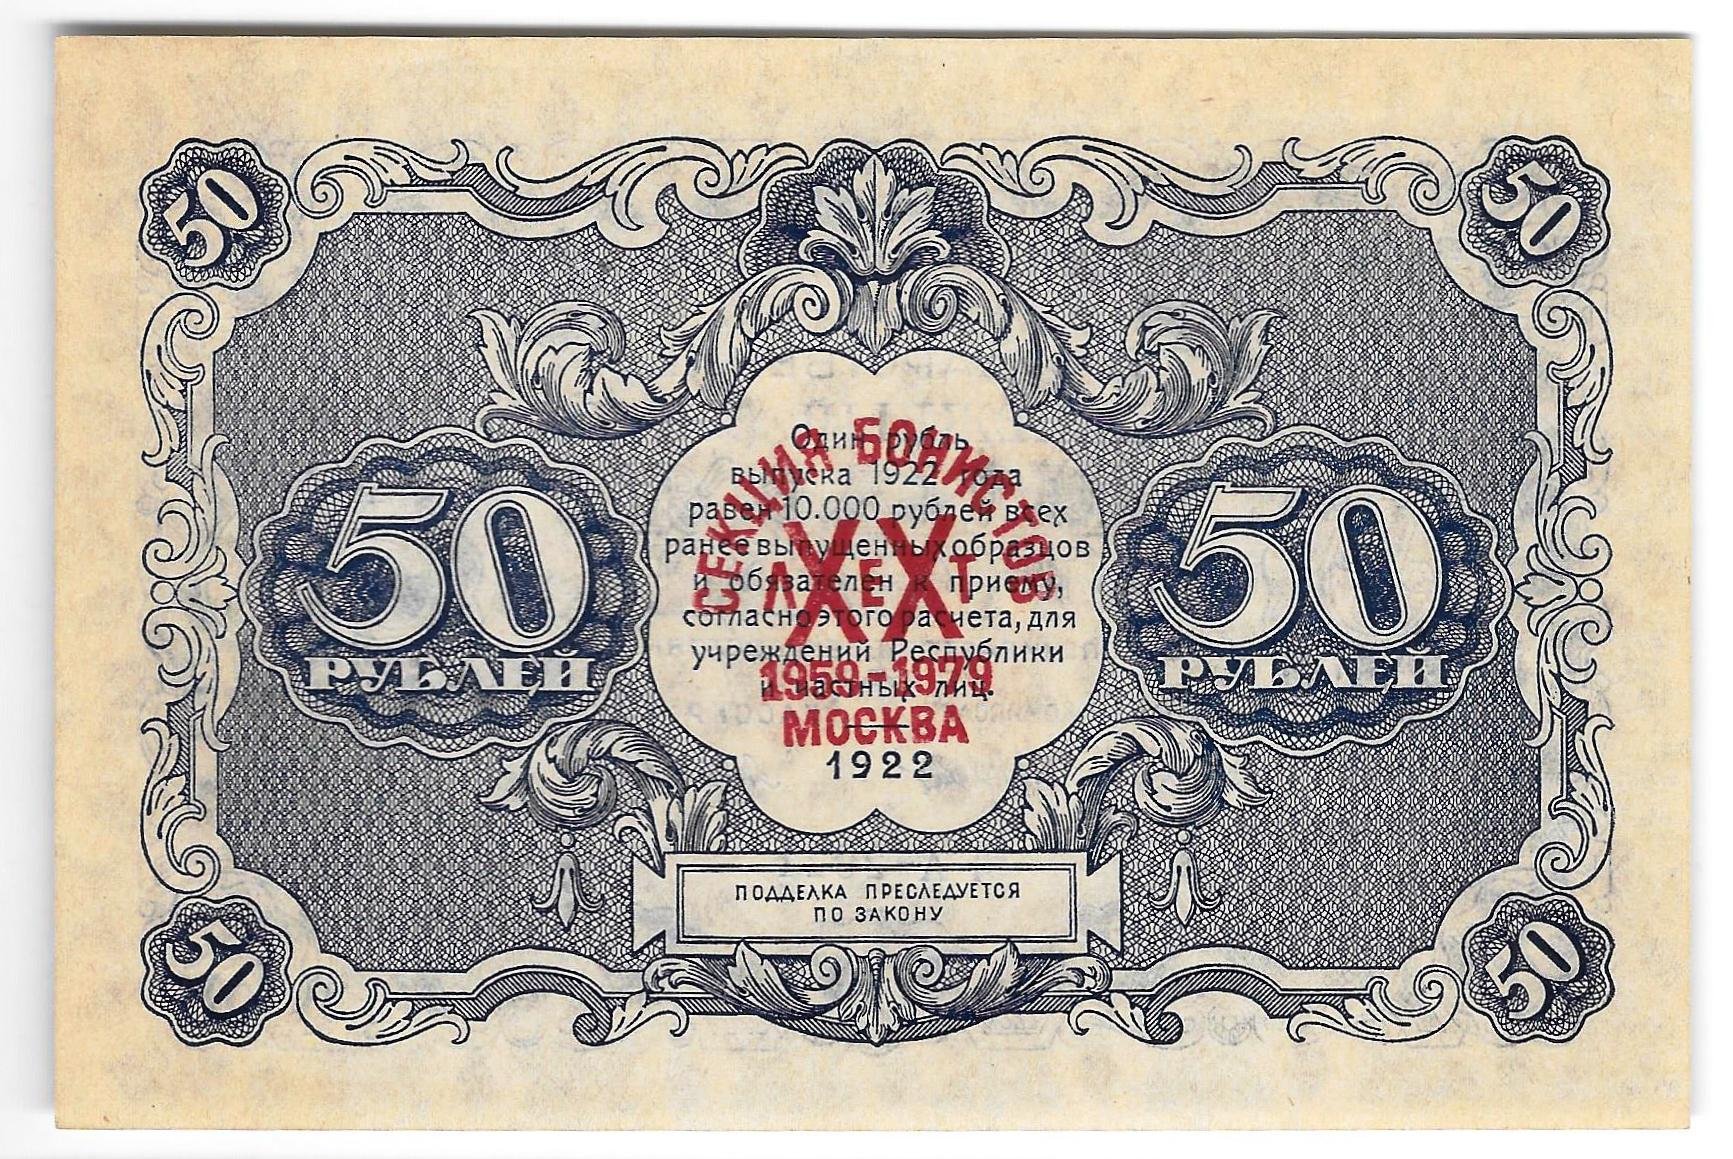 50
50
Один рубль
выпуска 1922 года
равен 10.000 рублей всех
ранее выпущенных образцов
и обязателен к приему,
согласно этого расчета, для
учреждений Республики
и частных лиц.
1922
СЕКЦИЯ БОНИСТОВ
XX
ЛЕТ
1959-1979
МОСКВА
50
РУБЛЕЙ
50
РУБЛЕЙ
ПОДДЕЛКА ПРЕСЛЕДУЕТСЯ
ПО ЗАКОНУ
50
50